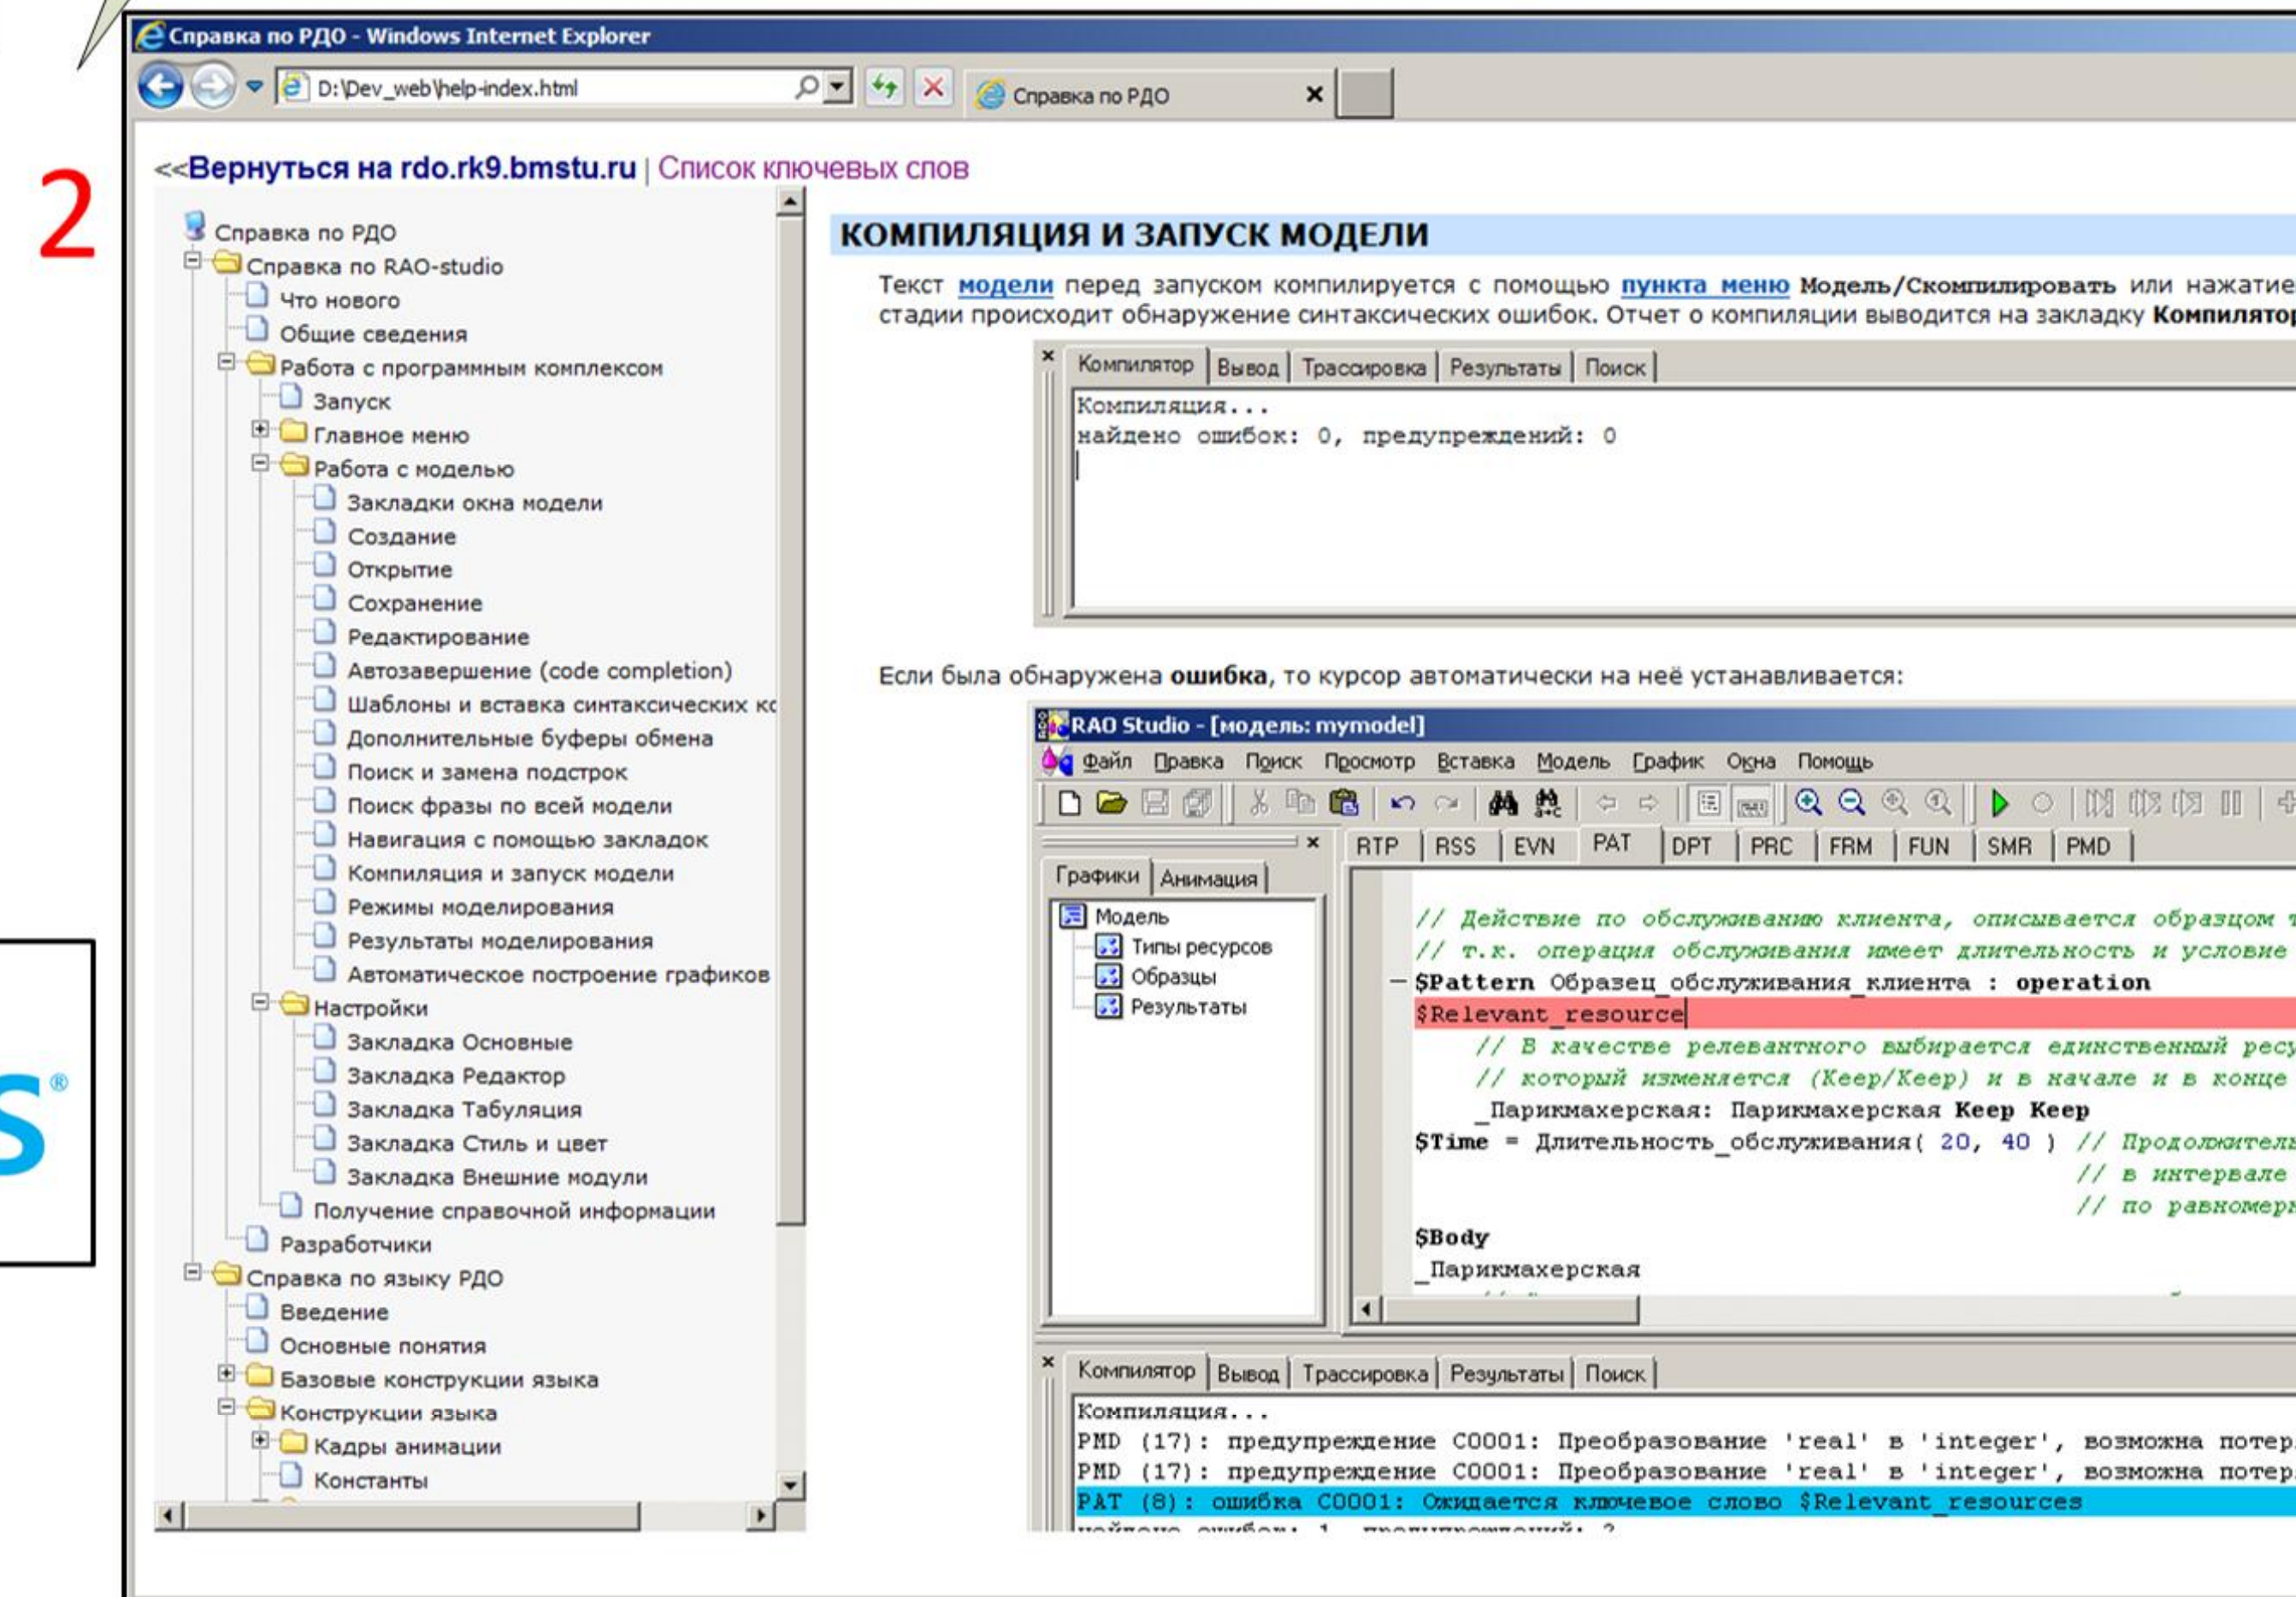 Справка по РДО - Windows Internet Explorer
D:\Dev_web\help-index.html
Справка по РДО
2
<<Вернуться на rdo.rk9.bmstu.ru | Список ключевых слов
Справка по РДО
Справка по RAO-studio
Что нового
Общие сведения
Работа с программным комплексом
Запуск
Главное меню
Работа с моделью
Закладки окна модели
Создание
Открытие
Сохранение
Редактирование
Автозавершение (code completion)
Шаблоны и вставка синтаксических
Дополнительные буферы обмена
Поиск и замена подстрок
Поиск фразы по всей модели
Навигация с помощью закладок
Компиляция и запуск модели
Режимы моделирования
Результаты моделирования
Автоматическое построение графиков
Настройки
Закладка Основные
Закладка Редактор
Закладка Табуляция
Закладка Стиль и цвет
Закладка Внешние модули
Получение справочной информации
Разработчики
Справка по языку РДО
Введение
Основные понятия
Базовые конструкции языка
Конструкции языка
Кадры анимации
Константы
S®
КОМПИЛЯЦИЯ И ЗАПУСК МОДЕЛИ
Текст модели перед запуском компилируется с помощью пункта меню Модель/Скомпилировать или нажатие
стадии происходит обнаружение синтаксических ошибок. Отчет о компиляции выводится на закладку Компилятор
Компилятор Вывод Трассировка Результаты Поиск
Компиляция...
найдено ошибок: 0, предупреждений: 0
Если была обнаружена ошибка, то курсор автоматически на неё устанавливается:
RAO Studio - [модель: mymodel]
Файл Правка Поиск Просмотр Вставка Модель График Окна Помощь
RTP RSS EVN PAT DPT PRC FRM FUN SMR PMD
Графики Анимация
Модель
Типы ресурсов
Образцы
Результаты
// Действие по обслуживанию клиента, описывается образцом
// т.к. операция обслуживания имеет длительность и условие
$Pattern Образец_обслуживания_клиента : operation
$Relevant_resource
// В качестве релевантного выбирается единственный ресу
// который изменяется (Keep/Keep) и в начале и в конце
_Парикмахерская: Парикмахерская Keep Keep
$Time = Длительность_обслуживания( 20, 40 ) // Продолжитель
// в интервале
// по равномерн
$Body
_Парикмахерская
Компилятор Вывод Трассировка Результаты Поиск
Компиляция...
PMD (17): предупреждение C0001: Преобразование 'real' в 'integer', возможна потер
PMD (17): предупреждение C0001: Преобразование 'real' в 'integer', возможна потер
PAT (8): ошибка C0001: Ожидается ключевое слово $Relevant_resources